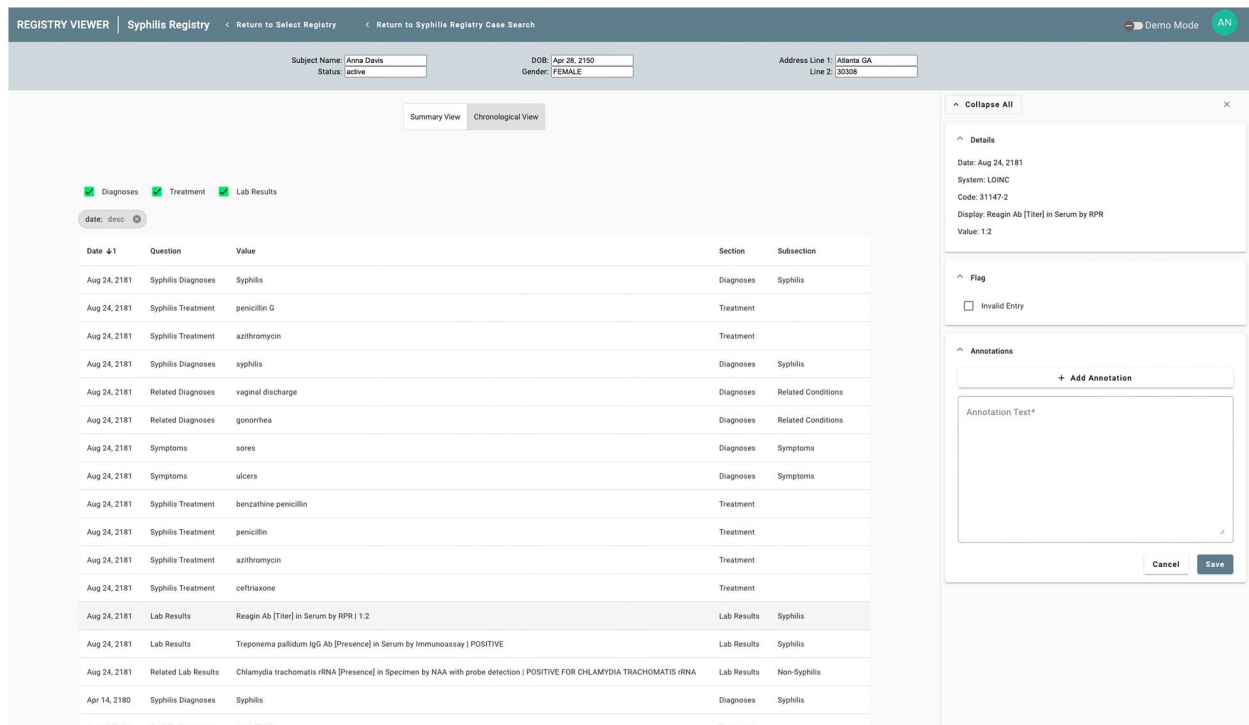 REGISTRY VIEWER | Syphilis Registry < Return to Select Registry < Return to Syphilis Registry Case Search Demo Mode AN
Subject Name: Anna Davis DOB: Apr 28, 2150 Address Line 1: Atlanta GA
Status: active Gender: FEMALE Line 2: 30308
Summary View Chronological View
Diagnoses Treatment Lab Results
date: desc
Date ↓1 Question Value Section Subsection
Aug 24, 2181 Syphilis Diagnoses Syphilis Diagnoses Syphilis
Aug 24, 2181 Syphilis Treatment penicillin G Treatment
Aug 24, 2181 Syphilis Treatment azithromycin Treatment
Aug 24, 2181 Syphilis Diagnoses syphilis Diagnoses Syphilis
Aug 24, 2181 Related Diagnoses vaginal discharge Diagnoses Related Conditions
Aug 24, 2181 Related Diagnoses gonorrhea Diagnoses Related Conditions
Aug 24, 2181 Symptoms sores Diagnoses Symptoms
Aug 24, 2181 Symptoms ulcers Diagnoses Symptoms
Aug 24, 2181 Syphilis Treatment benzathine penicillin Treatment
Aug 24, 2181 Syphilis Treatment penicillin Treatment
Aug 24, 2181 Syphilis Treatment azithromycin Treatment
Aug 24, 2181 Syphilis Treatment ceftriaxone Treatment
Aug 24, 2181 Lab Results Reagin Ab [Titer] in Serum by RPR | 1:2 Lab Results Syphilis
Aug 24, 2181 Lab Results Treponema pallidum IgG Ab [Presence] in Serum by Immunoassay | POSITIVE Lab Results Syphilis
Aug 24, 2181 Related Lab Results Chlamydia trachomatis rRNA [Presence] in Specimen by NAA with probe detection | POSITIVE FOR CHLAMYDIA TRACHOMATIS rRNA Lab Results Non-Syphilis
Apr 14, 2180 Syphilis Diagnoses Syphilis Diagnoses Syphilis
Collapse All ×
Details
Date: Aug 24, 2181
System: LOINC
Code: 31147-2
Display: Reagin Ab [Titer] in Serum by RPR
Value: 1:2
Flag
Invalid Entry
Annotations
+ Add Annotation
Annotation Text*
Cancel Save